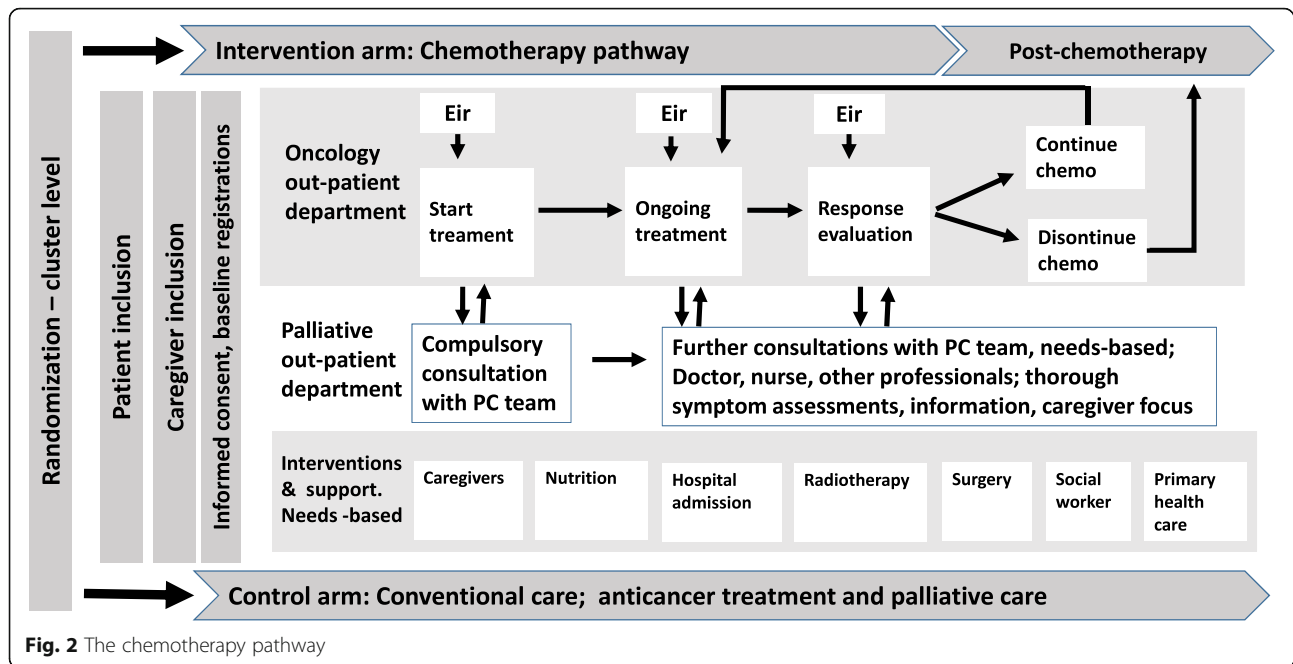 Randomization – cluster level
Intervention arm: Chemotherapy pathway
Post-chemotherapy
Patient inclusion
Caregiver inclusion
Informed consent, baseline registrations
Oncology
out-patient
department
Eir
Eir
Eir
Start
treament
Ongoing
treatment
Response
evaluation
Continue
chemo
Disontinue
chemo
Palliative
out-patient
department
Compulsory
consultation
with PC team
Further consultations with PC team, needs-based;
Doctor, nurse, other professionals; thorough
symptom assessments, information, caregiver focus
Interventions
& support.
Needs -based
Caregivers
Nutrition
Hospital
admission
Radiotherapy
Surgery
Social
worker
Primary
health
care
Control arm: Conventional care; anticancer treatment and palliative care
Fig. 2 The chemotherapy pathway